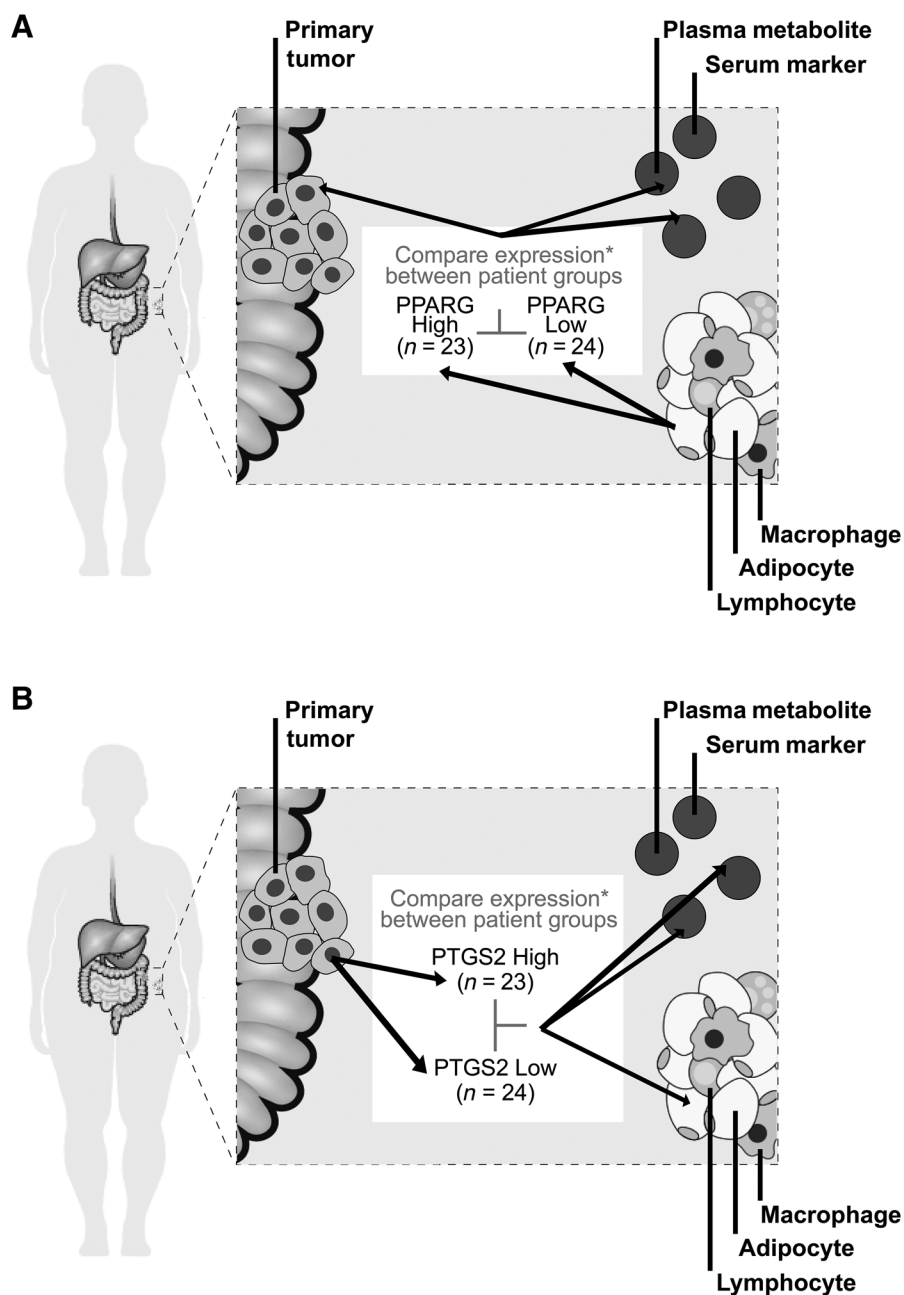 A
Primary
tumor
Plasma metabolite
Serum marker
Compare expression*
between patient groups
PPARG
High
(n = 23)
PPARG
Low
(n = 24)
Macrophage
Adipocyte
Lymphocyte
B
Primary
tumor
Plasma metabolite
Serum marker
Compare expression*
between patient groups
PTGS2 High
(n = 23)
PTGS2 Low
(n = 24)
Macrophage
Adipocyte
Lymphocyte